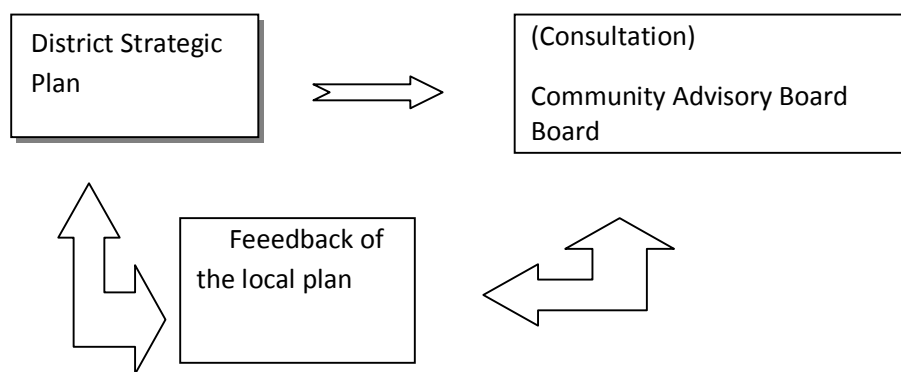 District Strategic
Plan
(Consultation)
Community Advisory Board
Board
Feeedback of
the local plan